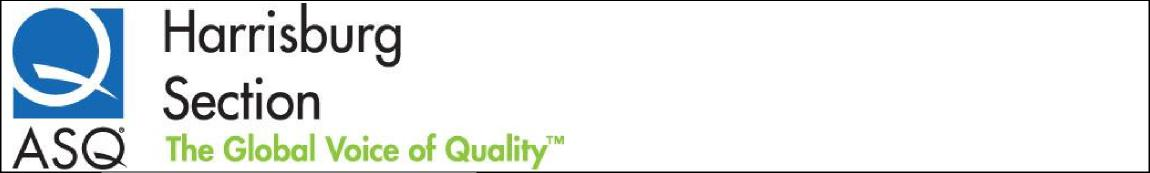 Harrisburg
Section
ASQ®
The Global Voice of Quality™